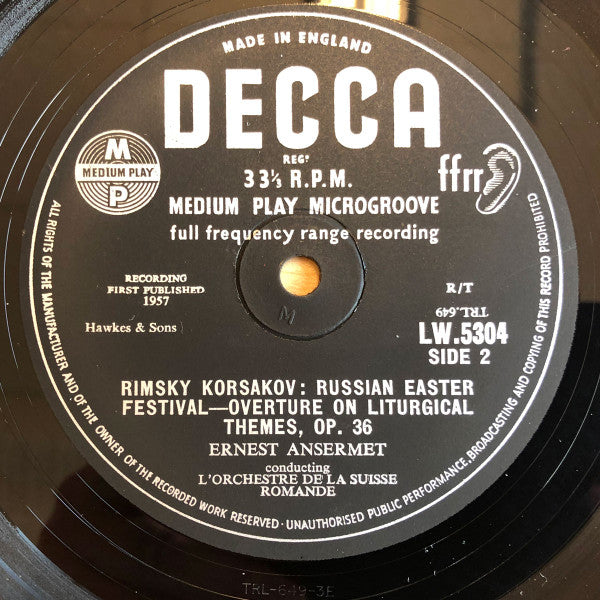 MADE IN ENGLAND
DECCA
REGD
33⅓ R.P.M.
M
MEDIUM PLAY
P
ffrr
MEDIUM PLAY MICROGROOVE
full frequency range recording
RECORDING
FIRST PUBLISHED
1957
R/T
Hawkes & Sons
TRL.649
LW.5304
SIDE 2
M
RIMSKY KORSAKOV: RUSSIAN EASTER
FESTIVAL—OVERTURE ON LITURGICAL
THEMES, OP. 36
ERNEST ANSERMET
conducting
L'ORCHESTRE DE LA SUISSE
ROMANDE
ALL RIGHTS OF THE MANUFACTURER AND OF THE OWNER OF THE RECORDED WORK RESERVED · UNAUTHORISED PUBLIC PERFORMANCE, BROADCASTING AND COPYING OF THIS RECORD PROHIBITED
TRL-649-3E